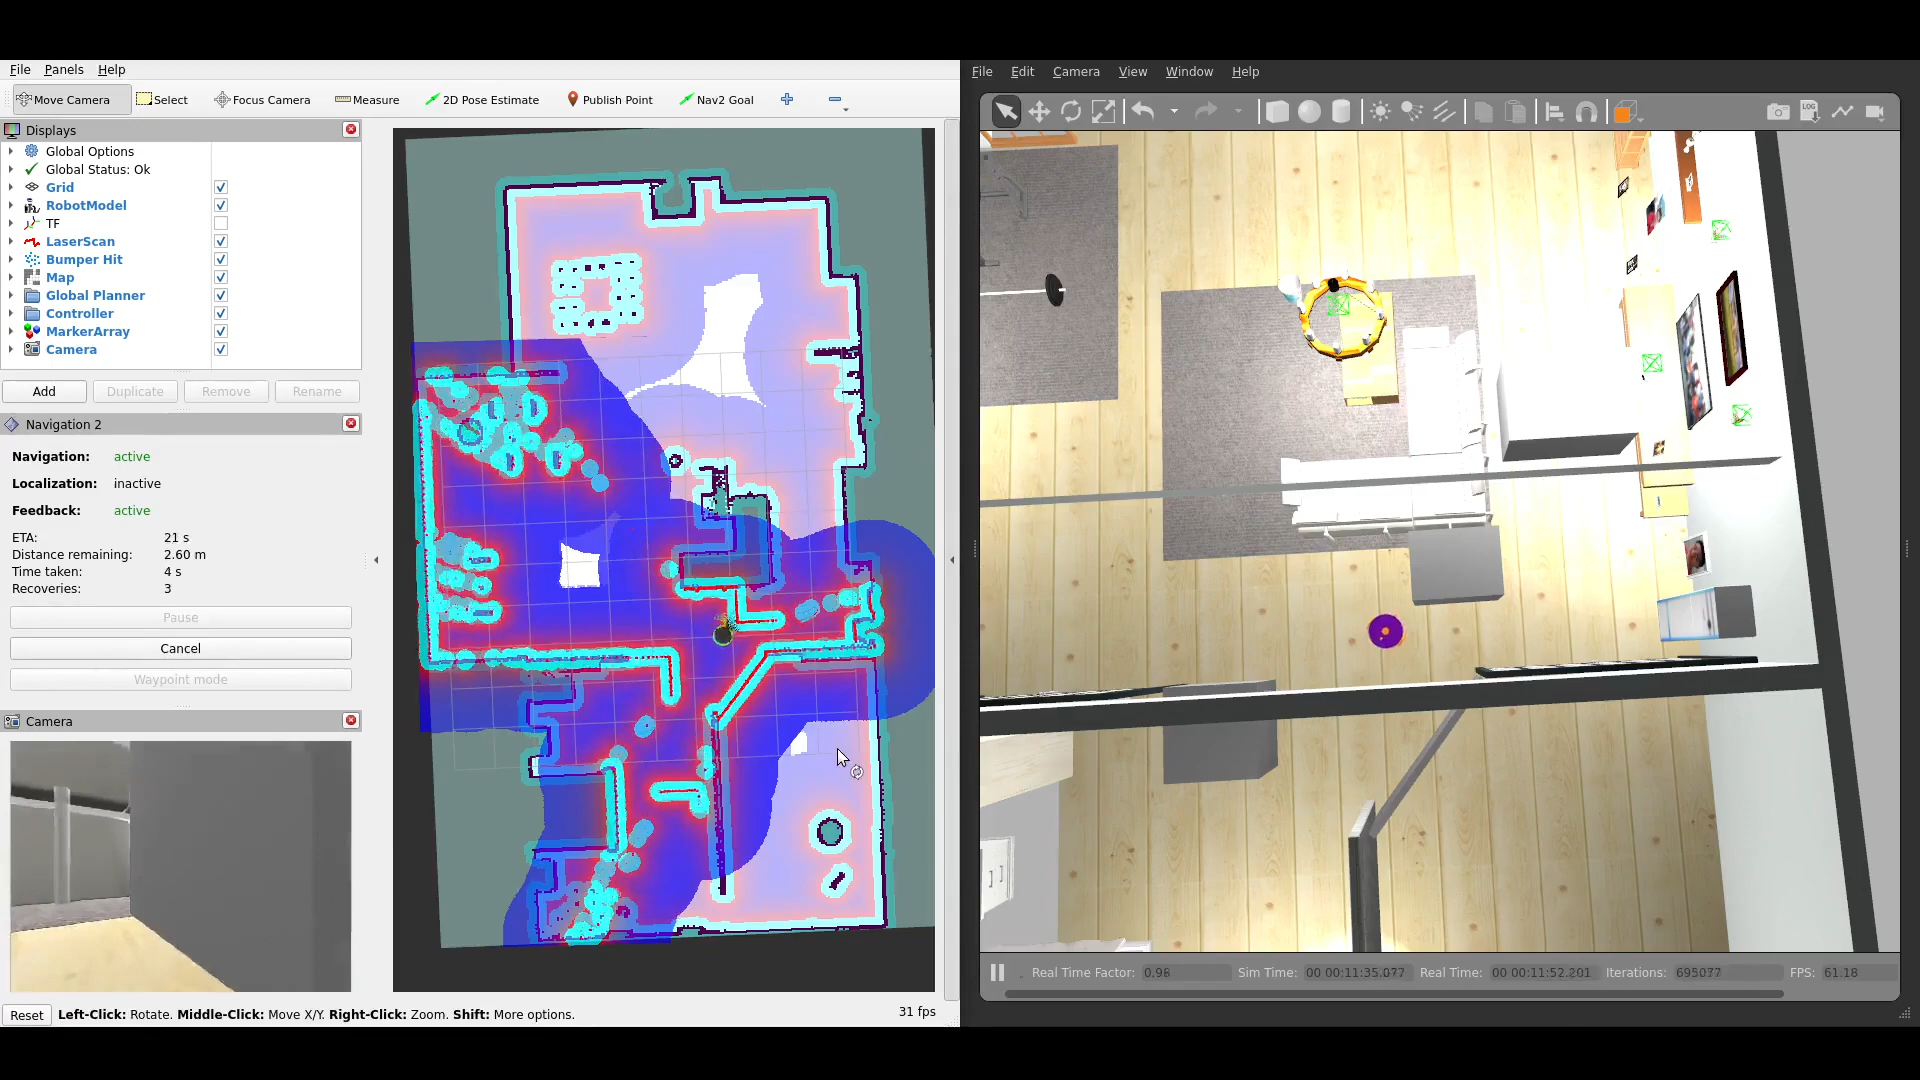 File Panels Help
Move Camera Select Focus Camera Measure 2D Pose Estimate Publish Point Nav2 Goal
Displays
Global Options
Global Status: Ok
Grid
RobotModel
TF
LaserScan
Bumper Hit
Map
Global Planner
Controller
MarkerArray
Camera
Add Duplicate Remove Rename
Navigation 2
Navigation: active
Localization: inactive
Feedback: active
ETA: 21 s
Distance remaining: 2.60 m
Time taken: 4 s
Recoveries: 3
Pause
Cancel
Waypoint mode
Camera
Reset Left-Click: Rotate. Middle-Click: Move X/Y. Right-Click: Zoom. Shift: More options. 31 fps
File Edit Camera View Window Help
LOG
Real Time Factor: 0.96 Sim Time: 00 00:11:35.077 Real Time: 00 00:11:52.201 Iterations: 695077 FPS: 61.18